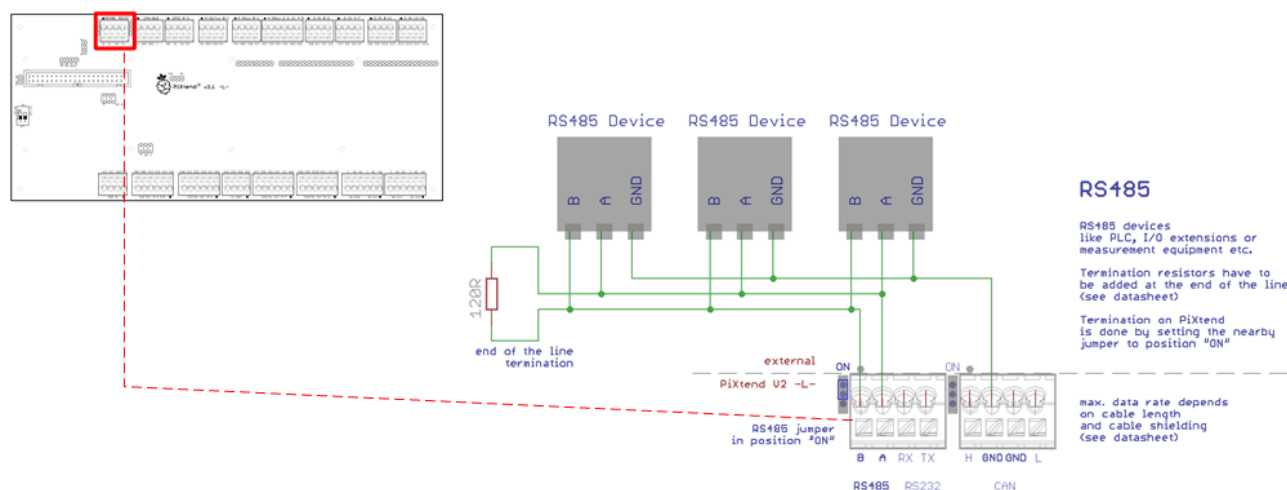 PiXtend® v2.1 -L-
RS485 Device
RS485 Device
RS485 Device
B A GND
B A GND
B A GND
120R
end of the line
termination
external
PiXtend V2 -L-
ON
ON
RS485 jumper
in position "ON"
B A RX TX
H GND GND L
RS485 RS232
CAN
RS485
RS485 devices
like PLC, I/O extensions or
measurement equipment etc.
Termination resistors have to
be added at the end of the line
(see datasheet)
Termination on PiXtend
is done by setting the nearby
jumper to position "ON"
max. data rate depends
on cable length
and cable shielding
(see datasheet)